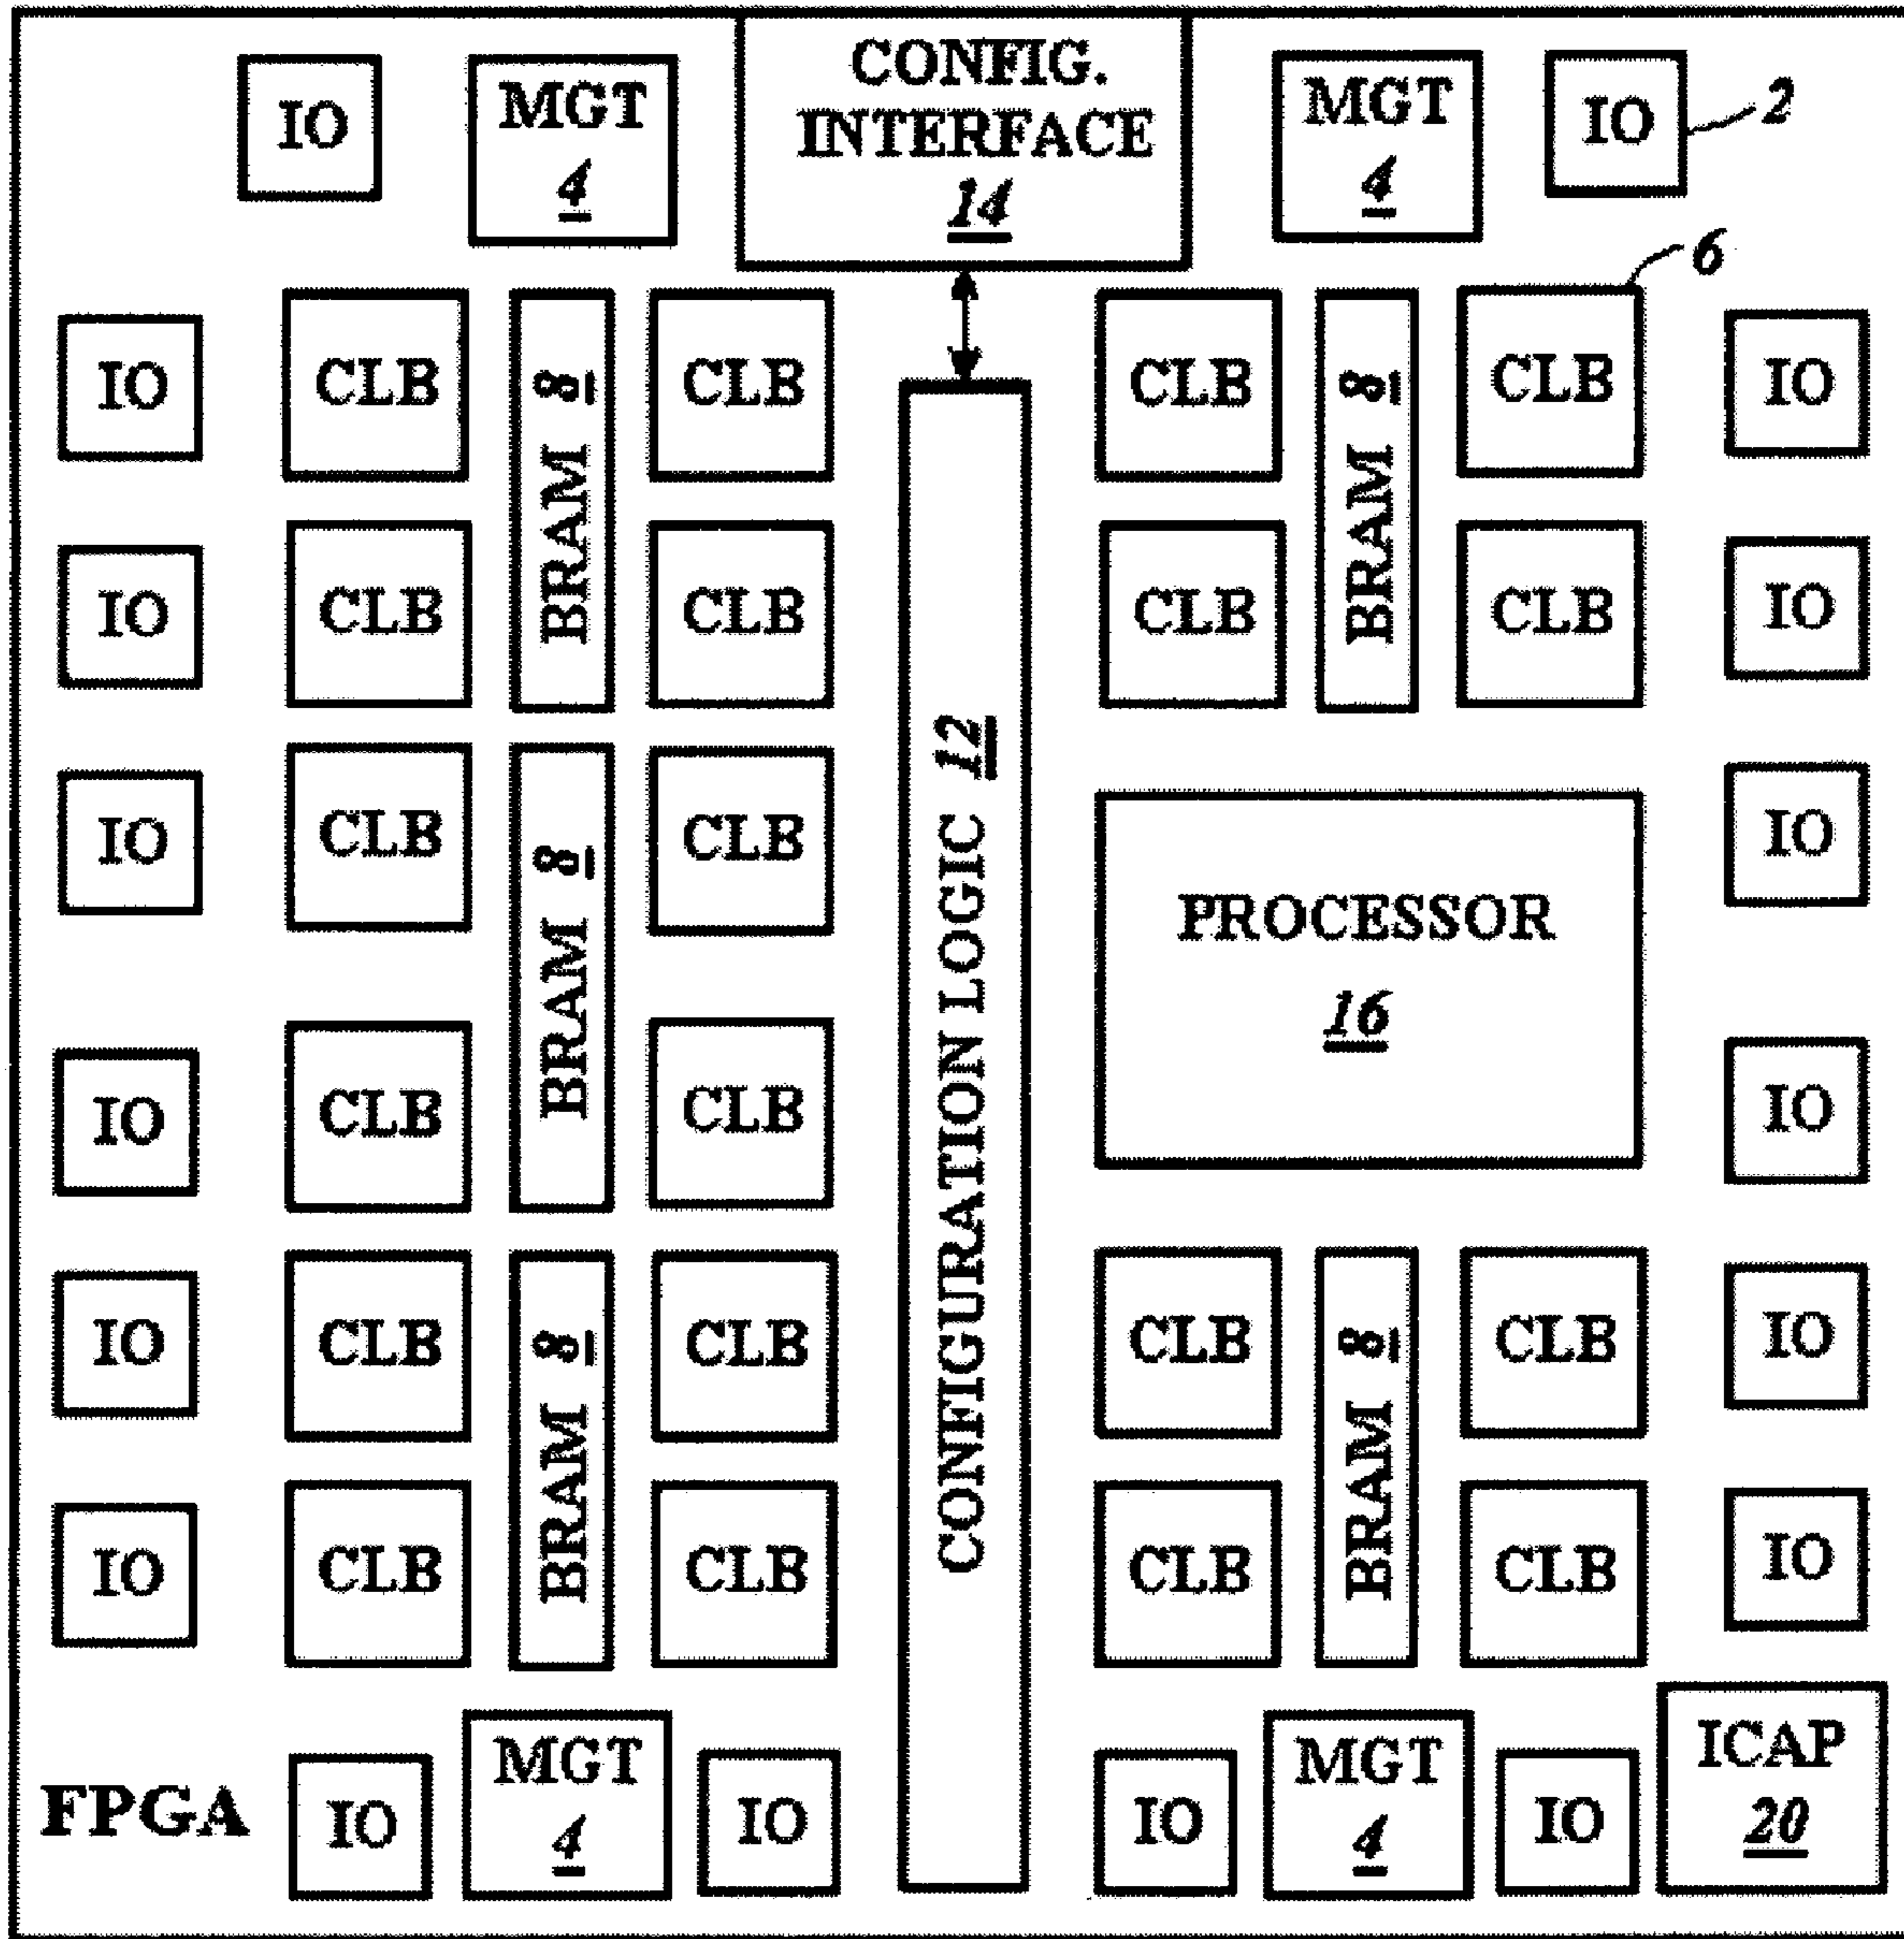 IO
MGT
4
CONFIG.
INTERFACE
14
MGT
4
IO
2
6
IO
CLB
BRAM 8
CLB
CLB
BRAM 8
CLB
IO
IO
CLB
CLB
CLB
CLB
IO
IO
CLB
BRAM 8
CLB
CONFIGURATION LOGIC 12
PROCESSOR
16
IO
IO
CLB
CLB
IO
IO
CLB
BRAM 8
CLB
CLB
BRAM 8
CLB
IO
IO
CLB
CLB
CLB
CLB
IO
FPGA
IO
MGT
4
IO
IO
MGT
4
IO
ICAP
20